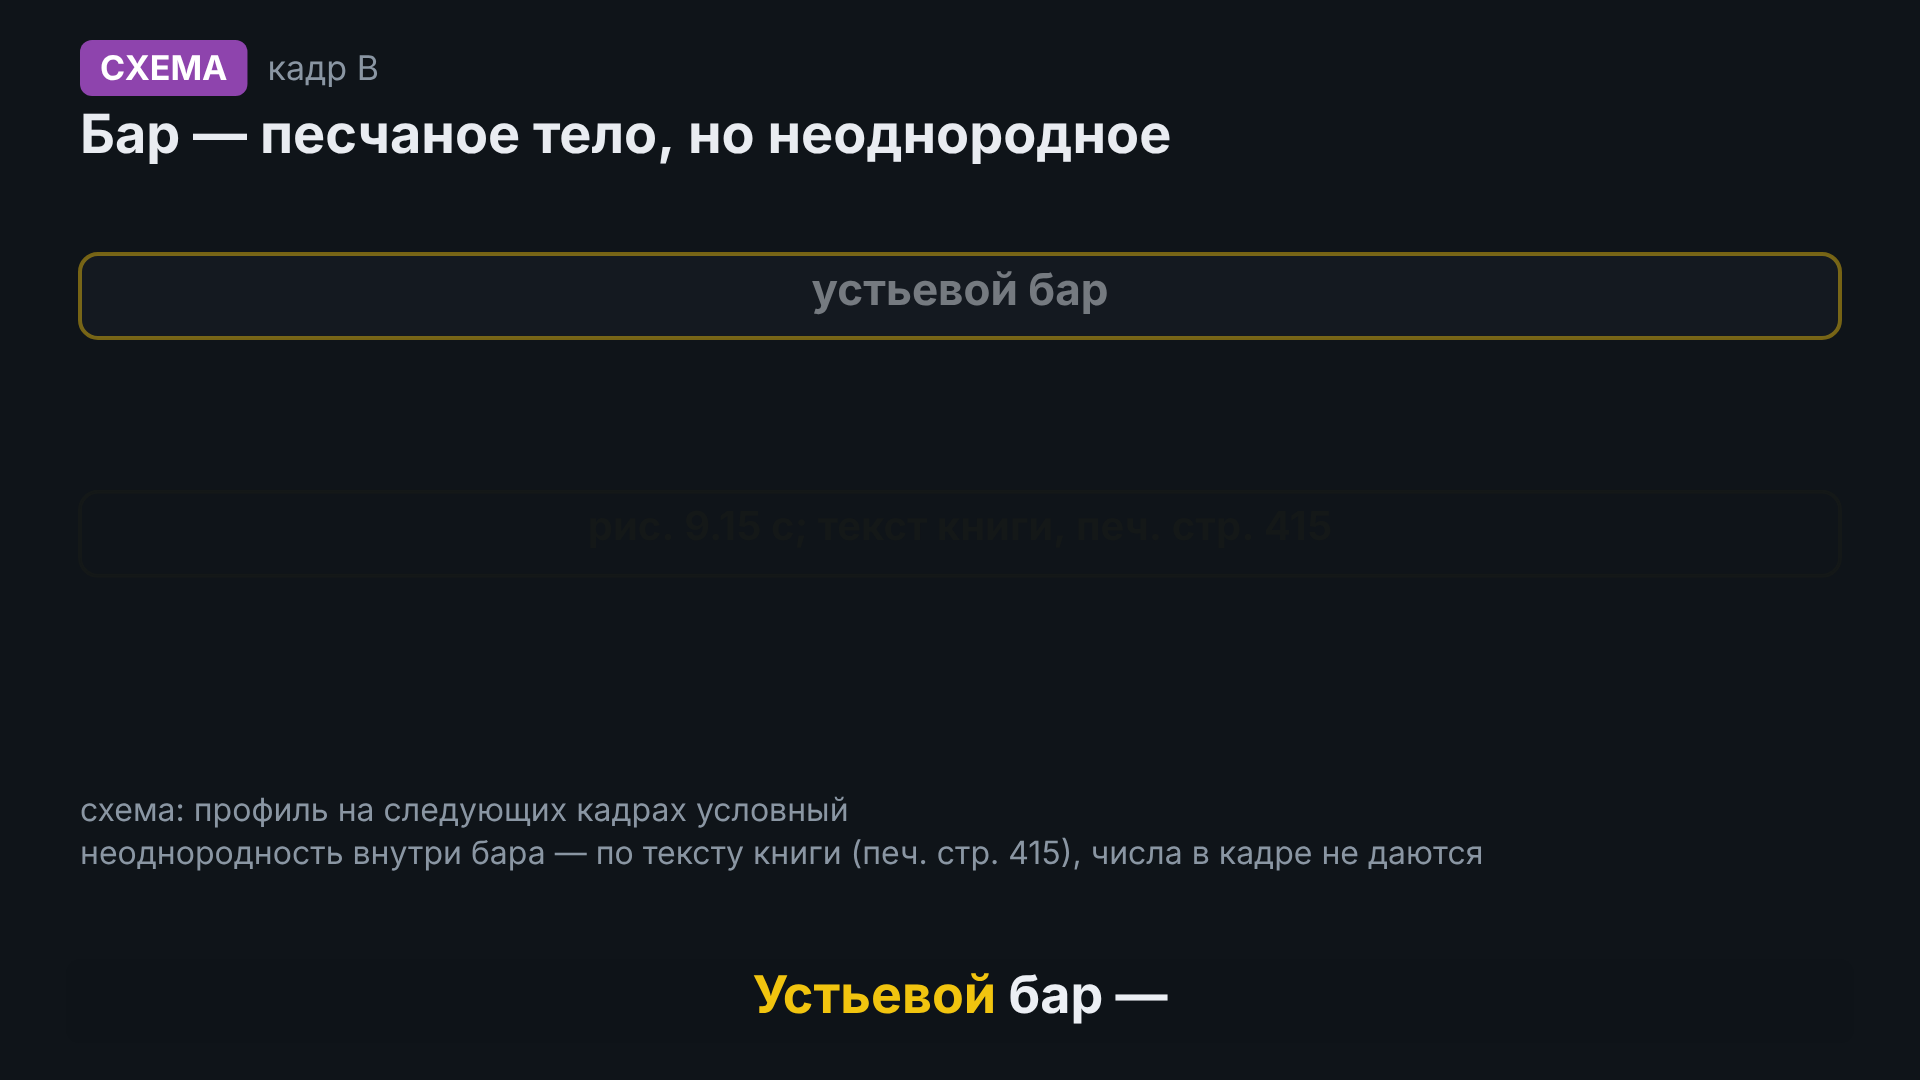 СХЕМА кадр B
Бар — песчаное тело, но неоднородное
устьевой бар
рис. 9.15 c; текст книги, печ. стр. 415
схема: профиль на следующих кадрах условный
неоднородность внутри бара — по тексту книги (печ. стр. 415), числа в кадре не даются
Устьевой бар —